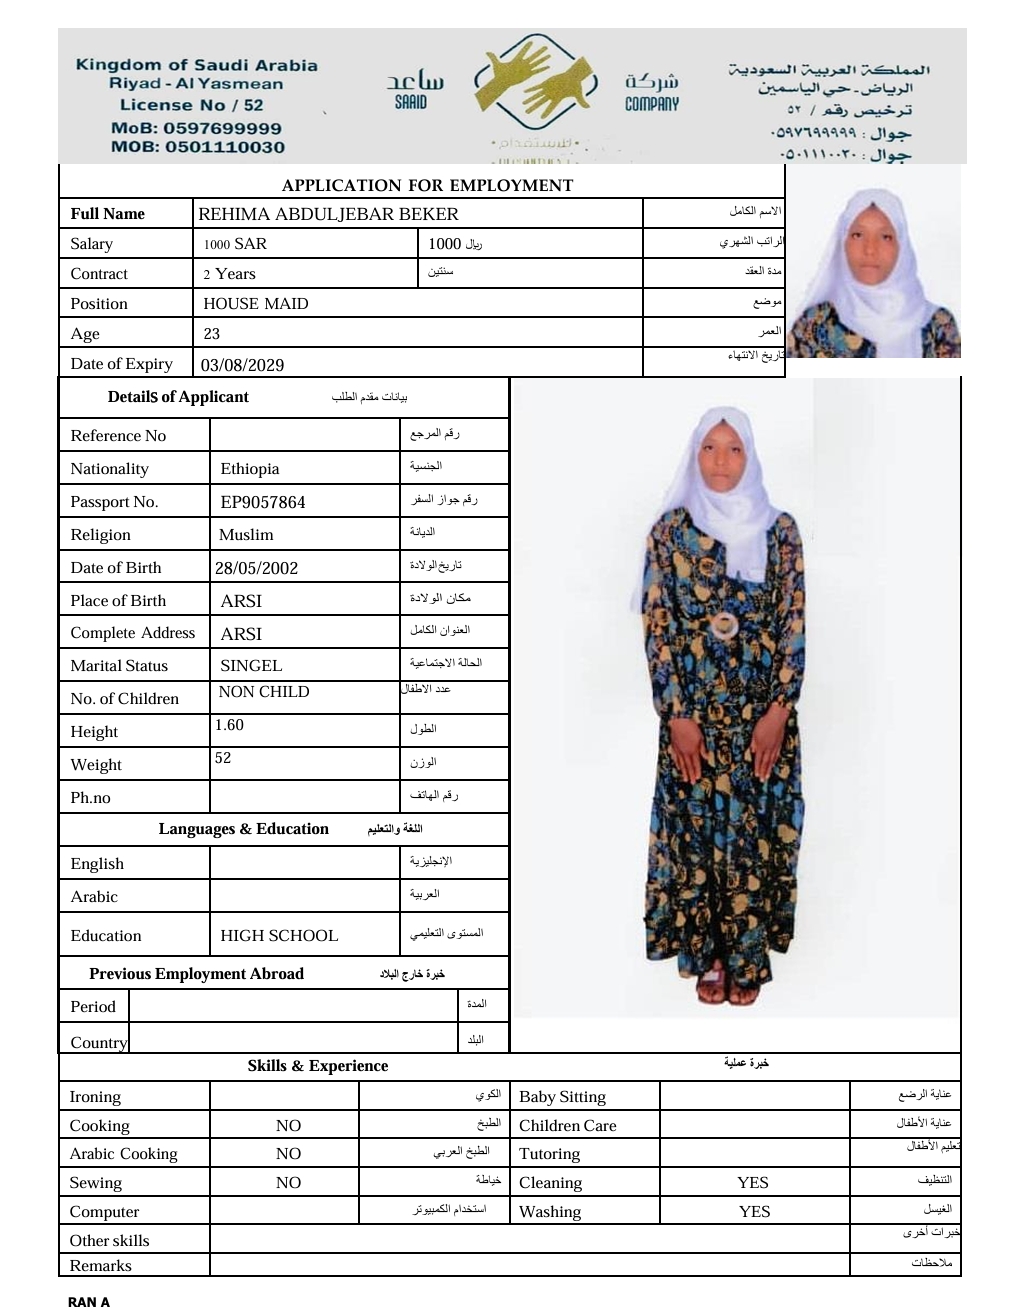 Kingdom of Saudi Arabia
Riyad - Al Yasmean
License No / 52
MoB: 0597699999
MOB: 0501110030
ساعد
SAAID
شركة
COMPANY
للاستقدام
المملكة العربية السعودية
الرياض - حي الياسمين
ترخيص رقم / ٥٢
جوال : ٠٥٩٧٦٩٩٩٩٩
جوال : ٠٥٠١١١٠٠٣٠
APPLICATION FOR EMPLOYMENT
Full Name REHIMA ABDULJEBAR BEKER الاسم الكامل
Salary 1000 SAR 1000 ريال الراتب الشهري
Contract 2 Years سنتين مدة العقد
Position HOUSE MAID موضع
Age 23 العمر
Date of Expiry 03/08/2029 تاريخ الانتهاء
Details of Applicant بيانات مقدم الطلب
Reference No رقم المرجع
Nationality Ethiopia الجنسية
Passport No. EP9057864 رقم جواز السفر
Religion Muslim الديانة
Date of Birth 28/05/2002 تاريخ الولادة
Place of Birth ARSI مكان الولادة
Complete Address ARSI العنوان الكامل
Marital Status SINGEL الحالة الاجتماعية
No. of Children NON CHILD عدد الاطفال
Height 1.60 الطول
Weight 52 الوزن
Ph.no رقم الهاتف
Languages & Education اللغة والتعليم
English الإنجليزية
Arabic العربية
Education HIGH SCHOOL المستوى التعليمي
Previous Employment Abroad خبرة خارج البلاد
Period المدة
Country البلد
Skills & Experience خبرة عملية
Ironing الكوي Baby Sitting عناية الرضع
Cooking NO الطبخ Children Care عناية الأطفال
Arabic Cooking NO الطبخ العربي Tutoring تعليم الأطفال
Sewing NO خياطة Cleaning YES التنظيف
Computer استخدام الكمبيوتر Washing YES الغيسل
Other skills خبرات أخرى
Remarks ملاحظات
RAN A